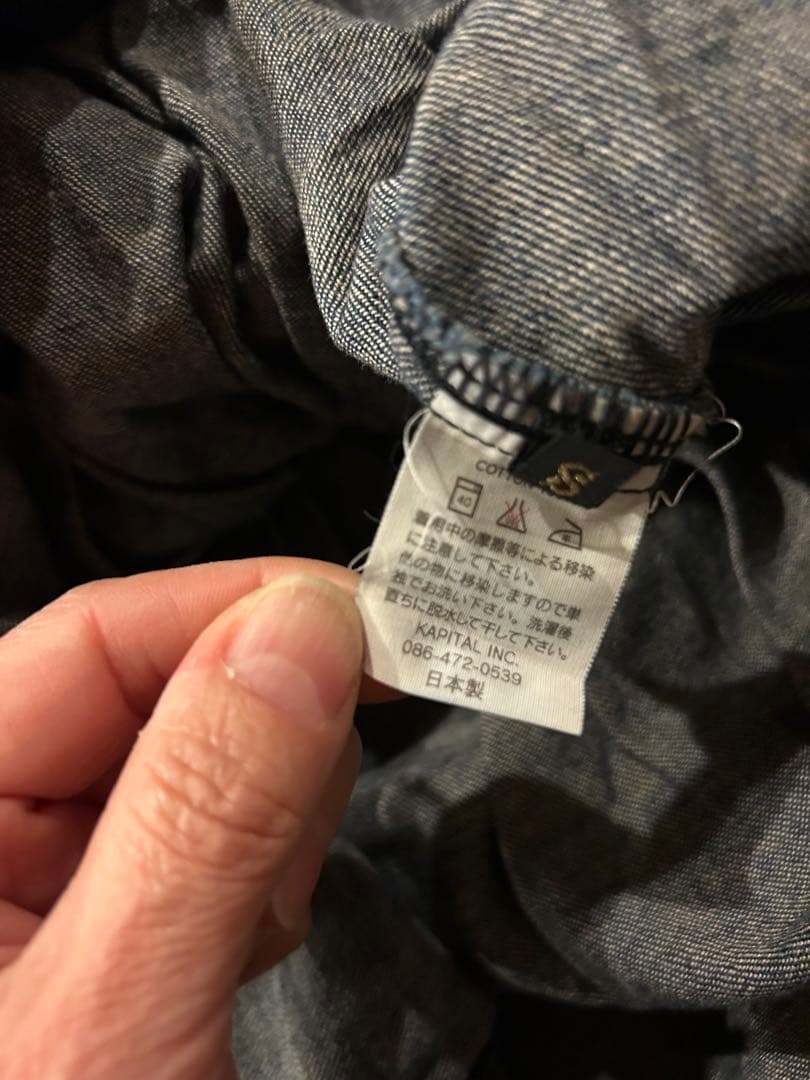 S
COTTON
40
着用中の摩擦等による移染
に注意して下さい。
色の物に移染しますので単
独でお洗い下さい。洗濯後
直ちに脱水して干して下さい。
KAPITAL INC.
086-472-0539
日本製